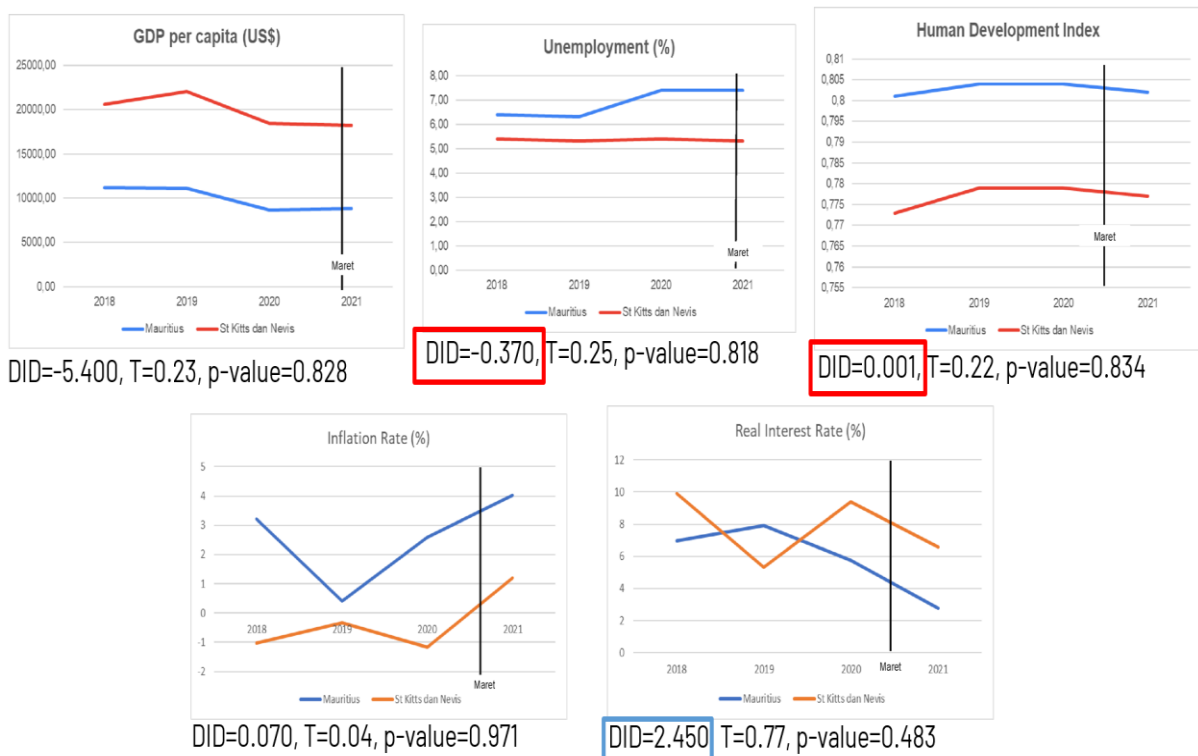 GDP per capita (US$)
25000,00
20000,00
15000,00
10000,00
5000,00
0,00
2018 2019 2020 2021
Maret
Mauritius St Kitts dan Nevis
DID=-5.400, T=0.23, p-value=0.828
Unemployment (%)
8,00
7,00
6,00
5,00
4,00
3,00
2,00
1,00
0,00
2018 2019 2020 2021
Maret
Mauritius St Kitts dan Nevis
DID=-0.370, T=0.25, p-value=0.818
Human Development Index
0,81
0,805
0,8
0,795
0,79
0,785
0,78
0,775
0,77
0,765
0,76
0,755
2018 2019 2020 2021
Maret
Mauritius St Kitts dan Nevis
DID=0.001, T=0.22, p-value=0.834
Inflation Rate (%)
5
4
3
2
1
0
-1
-2
2018 2019 2020 2021
Maret
Mauritius St Kitts dan Nevis
DID=0.070, T=0.04, p-value=0.971
Real Interest Rate (%)
12
10
8
6
4
2
0
2018 2019 2020 2021
Maret
Mauritius St Kitts dan Nevis
DID=2.450 T=0.77, p-value=0.483